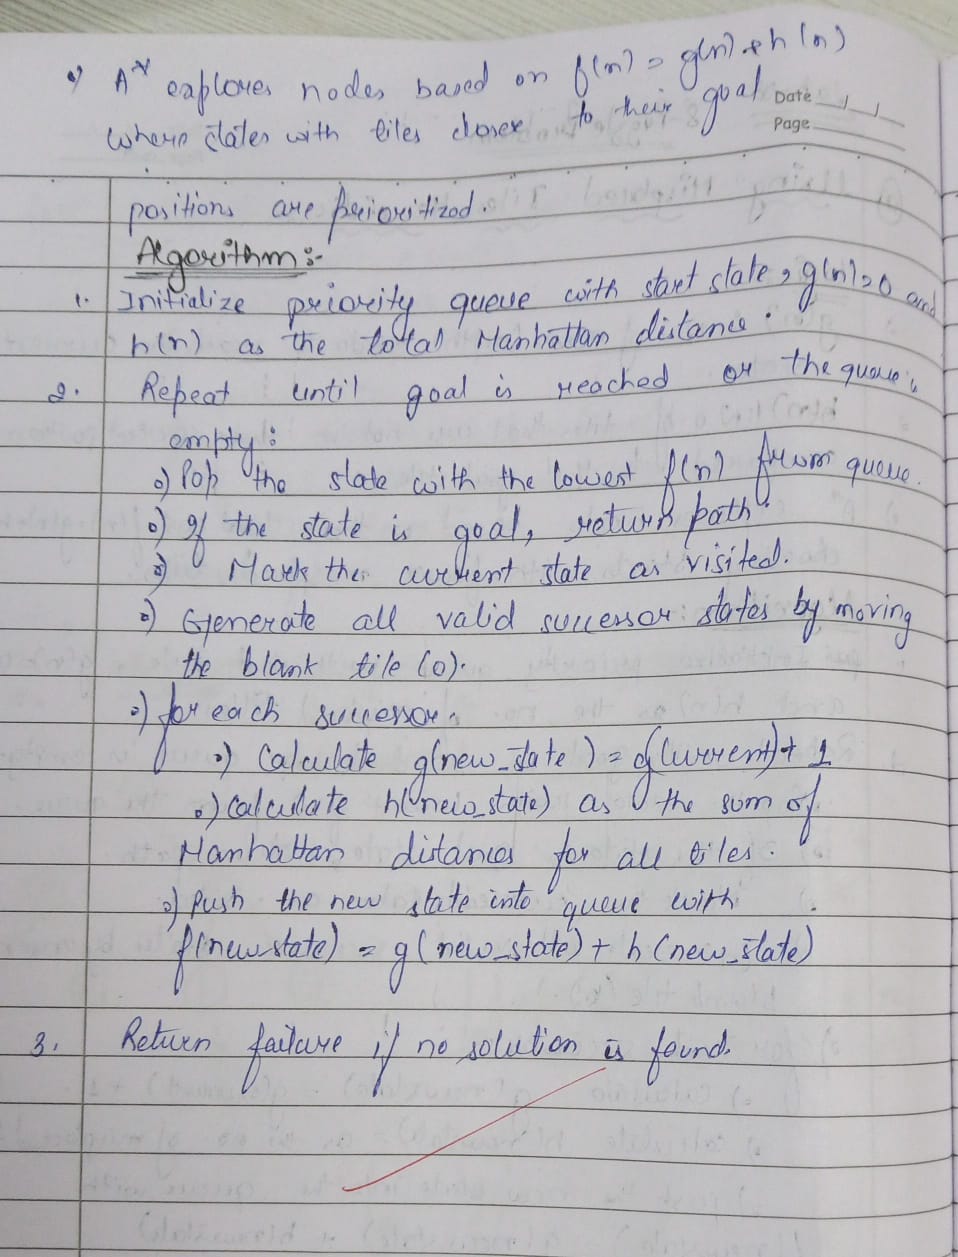 •) A* explores nodes based on f(n) = g(n) + h(n)
where states with tiles closer to their goal
Date
Page
positions are prioritized.
Algorithm:-
1. Initialize priority queue with start state, g(n)=0 and
h(n) as the total Manhattan distance.
2. Repeat until goal is reached or the queue is
empty:
•) Pop the state with the lowest f(n) from queue.
•) If the state is goal, return path.
•) Mark the current state as visited.
•) Generate all valid successor states by moving
the blank tile (0).
•) for each successor.
•) Calculate g(new_state) = g(current) + 1
•) calculate h(new_state) as the sum of
Manhattan distances for all tiles.
•) Push the new state into queue with
f(new state) = g(new_state) + h(new_state)
3. Return failure if no solution is found.